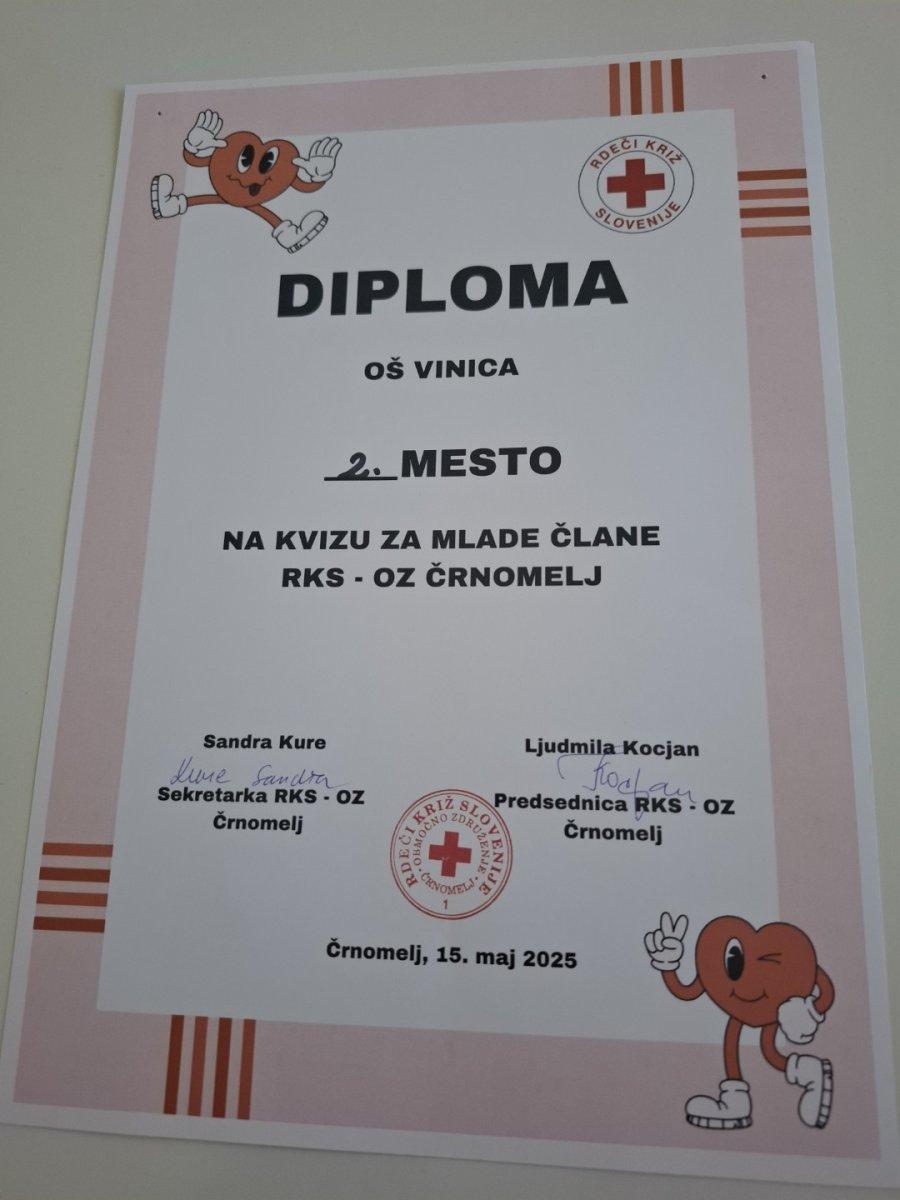 RDEČI KRIŽ
SLOVENIJE
DIPLOMA
OŠ VINICA
2. MESTO
NA KVIZU ZA MLADE ČLANE
RKS - OZ ČRNOMELJ
Sandra Kure
Kure Sandra
Sekretarka RKS - OZ
Črnomelj
Ljudmila Kocjan
Kocjan
Predsednica RKS - OZ
Črnomelj
RDEČI KRIŽ SLOVENIJE
OBMOČNO ZDRUŽENJE
ČRNOMELJ
1
Črnomelj, 15. maj 2025